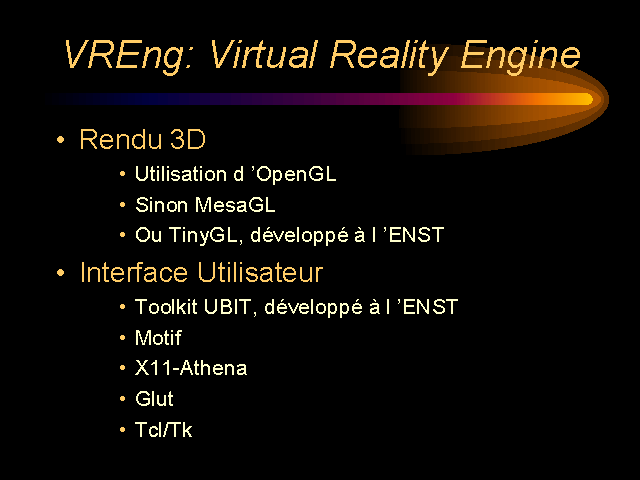 VREng: Virtual Reality Engine
• Rendu 3D
• Utilisation d ’OpenGL
• Sinon MesaGL
• Ou TinyGL, développé à l ’ENST
• Interface Utilisateur
• Toolkit UBIT, développé à l ’ENST
• Motif
• X11-Athena
• Glut
• Tcl/Tk